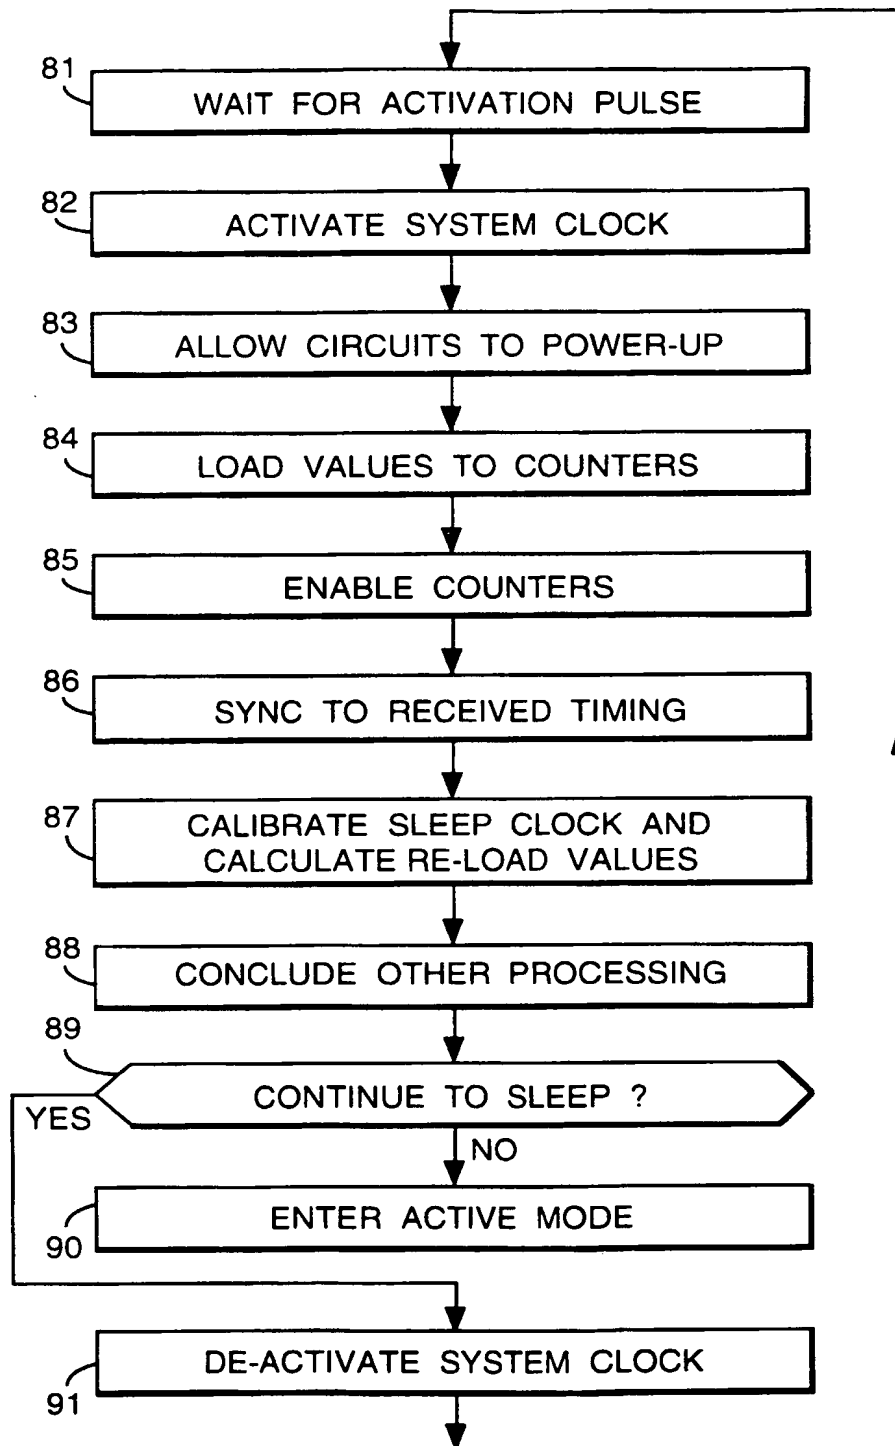 81
WAIT FOR ACTIVATION PULSE
82
ACTIVATE SYSTEM CLOCK
83
ALLOW CIRCUITS TO POWER-UP
84
LOAD VALUES TO COUNTERS
85
ENABLE COUNTERS
86
SYNC TO RECEIVED TIMING
87
CALIBRATE SLEEP CLOCK AND
CALCULATE RE-LOAD VALUES
88
CONCLUDE OTHER PROCESSING
89
CONTINUE TO SLEEP ?
YES
NO
ENTER ACTIVE MODE
90
DE-ACTIVATE SYSTEM CLOCK
91